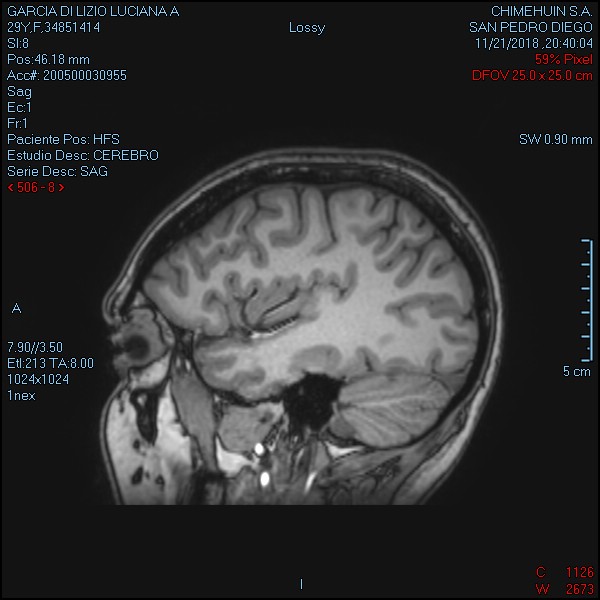 GARCIA DI LIZIO LUCIANA A
29Y,F,34851414
Sl:8
Pos:46.18 mm
Acc#: 200500030955
Sag
Ec:1
Fr:1
Paciente Pos: HFS
Estudio Desc: CEREBRO
Serie Desc: SAG
< 506 - 8 >
Lossy
CHIMEHUIN S.A.
SAN PEDRO DIEGO
11/21/2018 ,20:40:04
59% Pixel
DFOV 25.0 x 25.0 cm
SW 0.90 mm
A
7.90//3.50
Etl:213 TA:8.00
1024x1024
1nex
5 cm
I
C 1126
W 2673